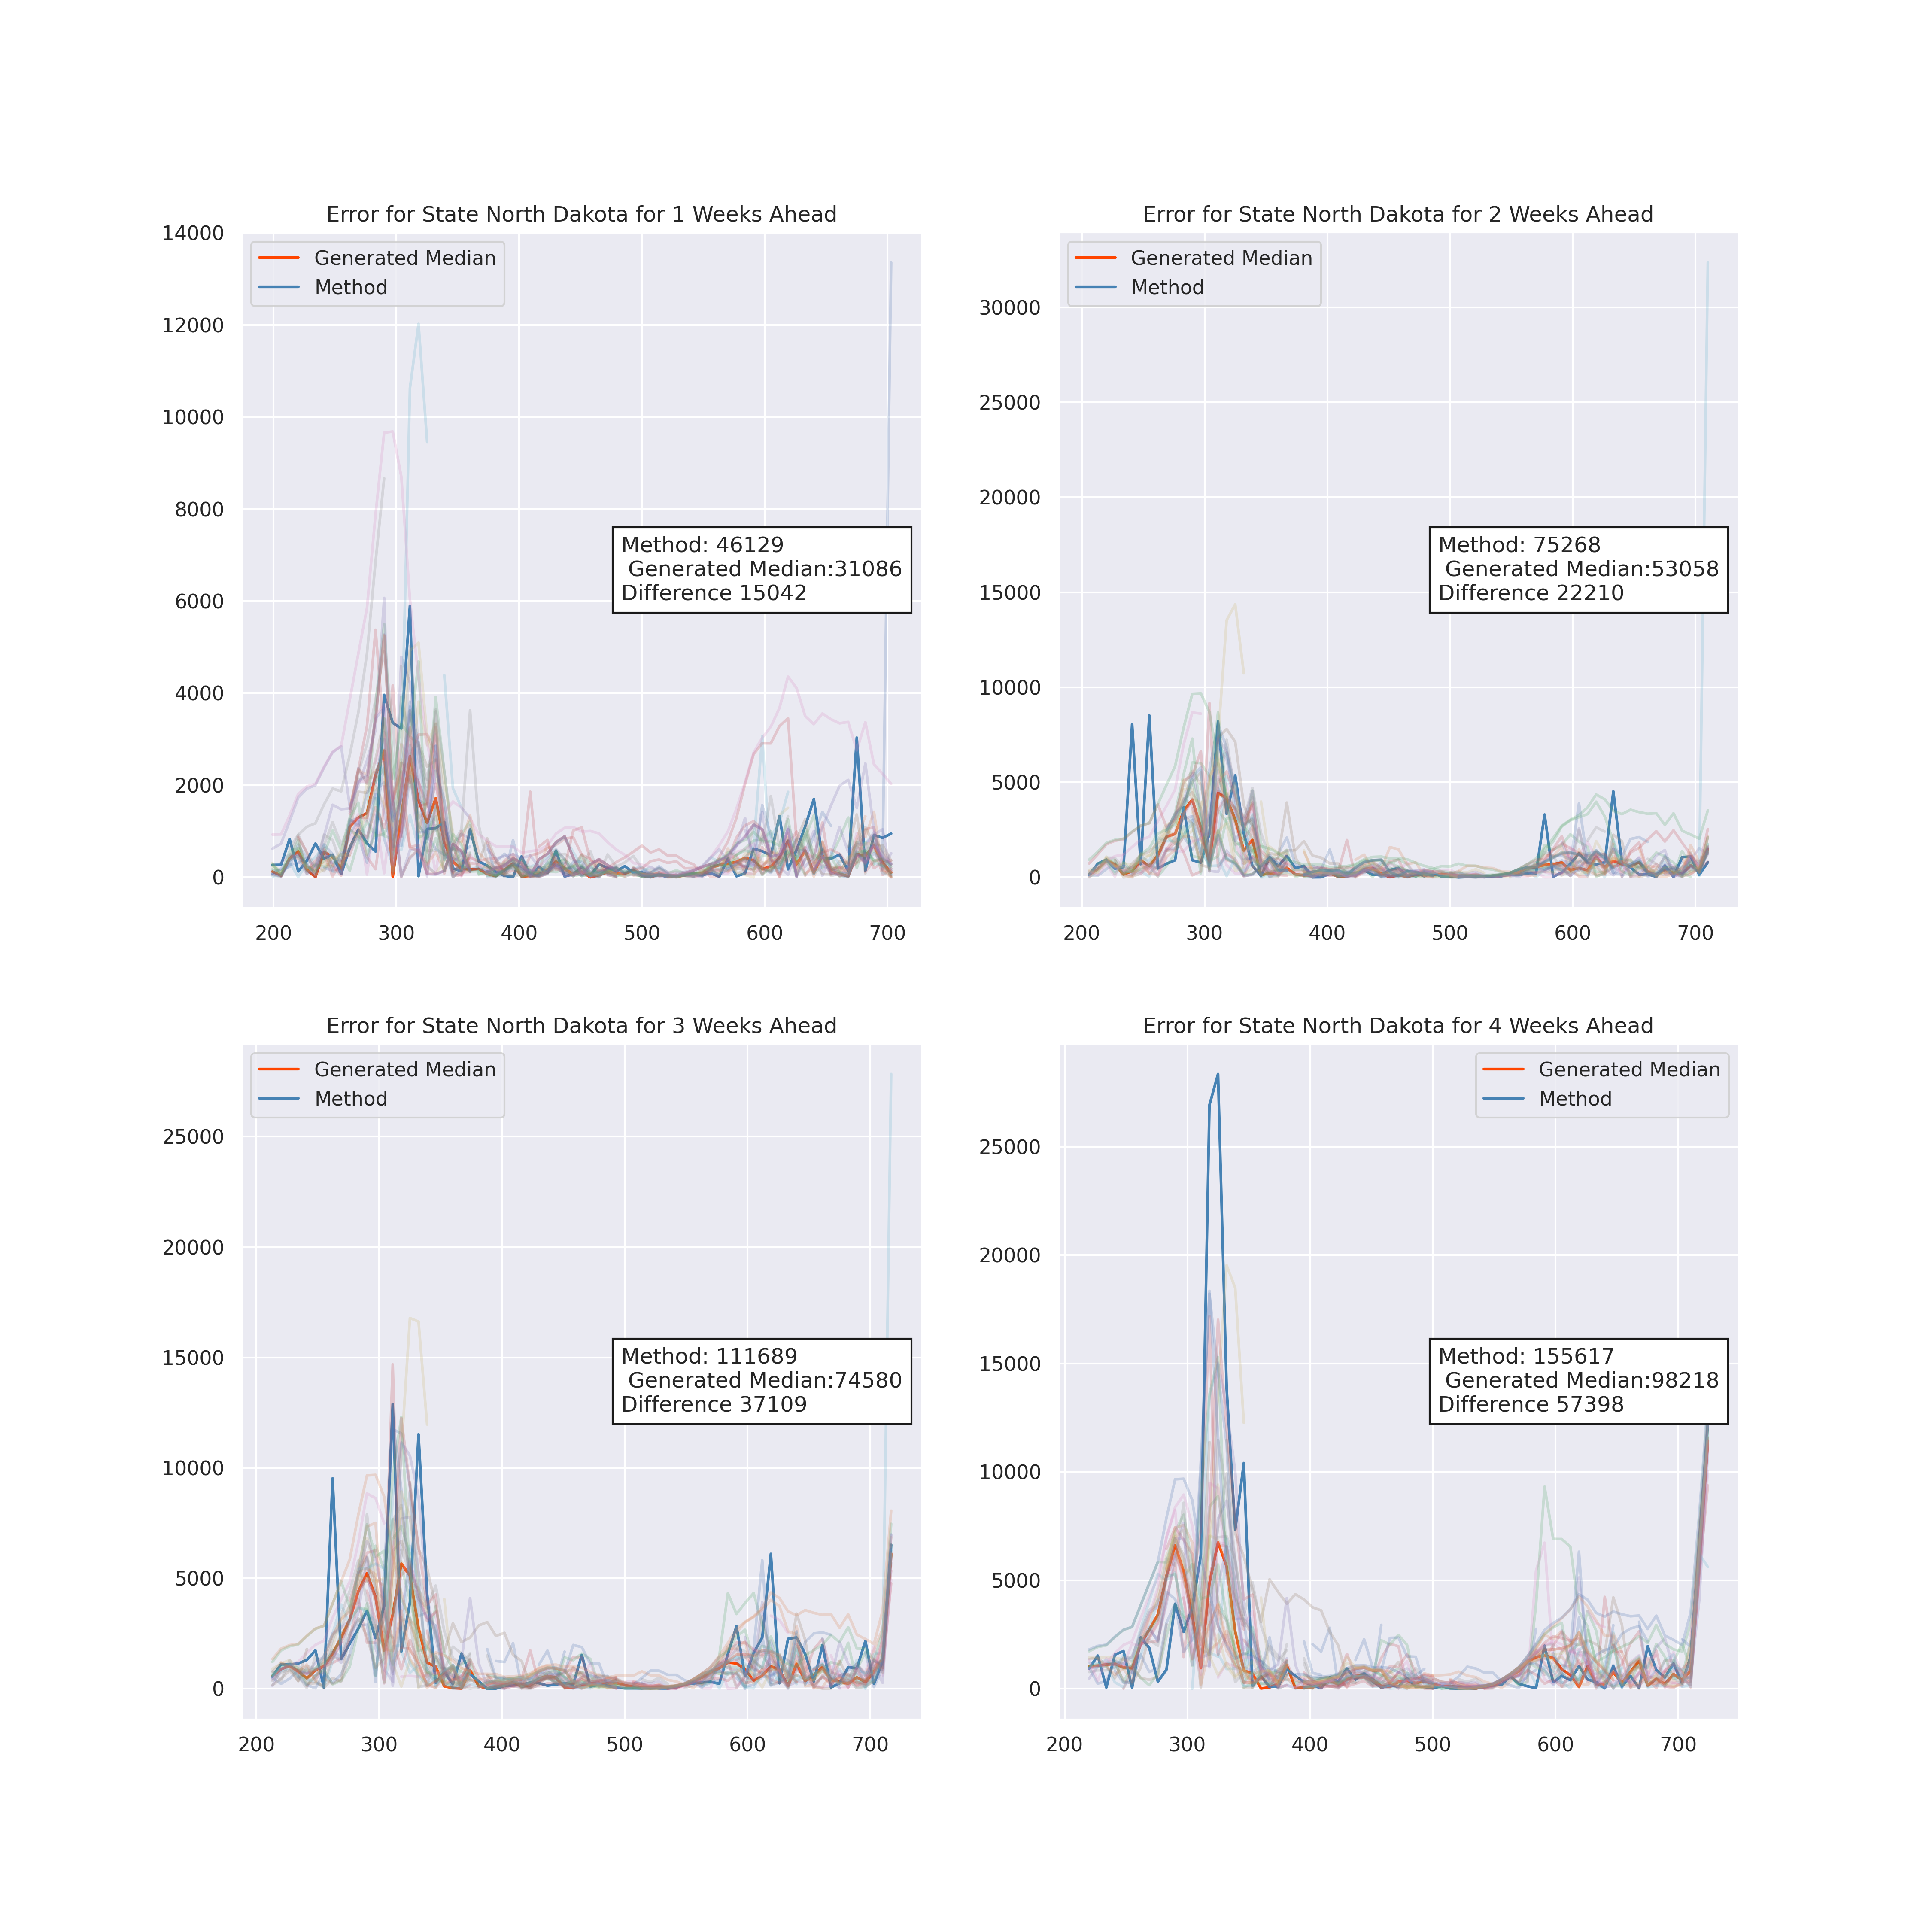 Error for State North Dakota for 1 Weeks Ahead
14000
12000
10000
8000
6000
4000
2000
0
200 300 400 500 600 700
Generated Median
Method
Method: 46129
Generated Median:31086
Difference 15042
Error for State North Dakota for 2 Weeks Ahead
30000
25000
20000
15000
10000
5000
0
200 300 400 500 600 700
Generated Median
Method
Method: 75268
Generated Median:53058
Difference 22210
Error for State North Dakota for 3 Weeks Ahead
25000
20000
15000
10000
5000
0
200 300 400 500 600 700
Generated Median
Method
Method: 111689
Generated Median:74580
Difference 37109
Error for State North Dakota for 4 Weeks Ahead
25000
20000
15000
10000
5000
0
200 300 400 500 600 700
Generated Median
Method
Method: 155617
Generated Median:98218
Difference 57398